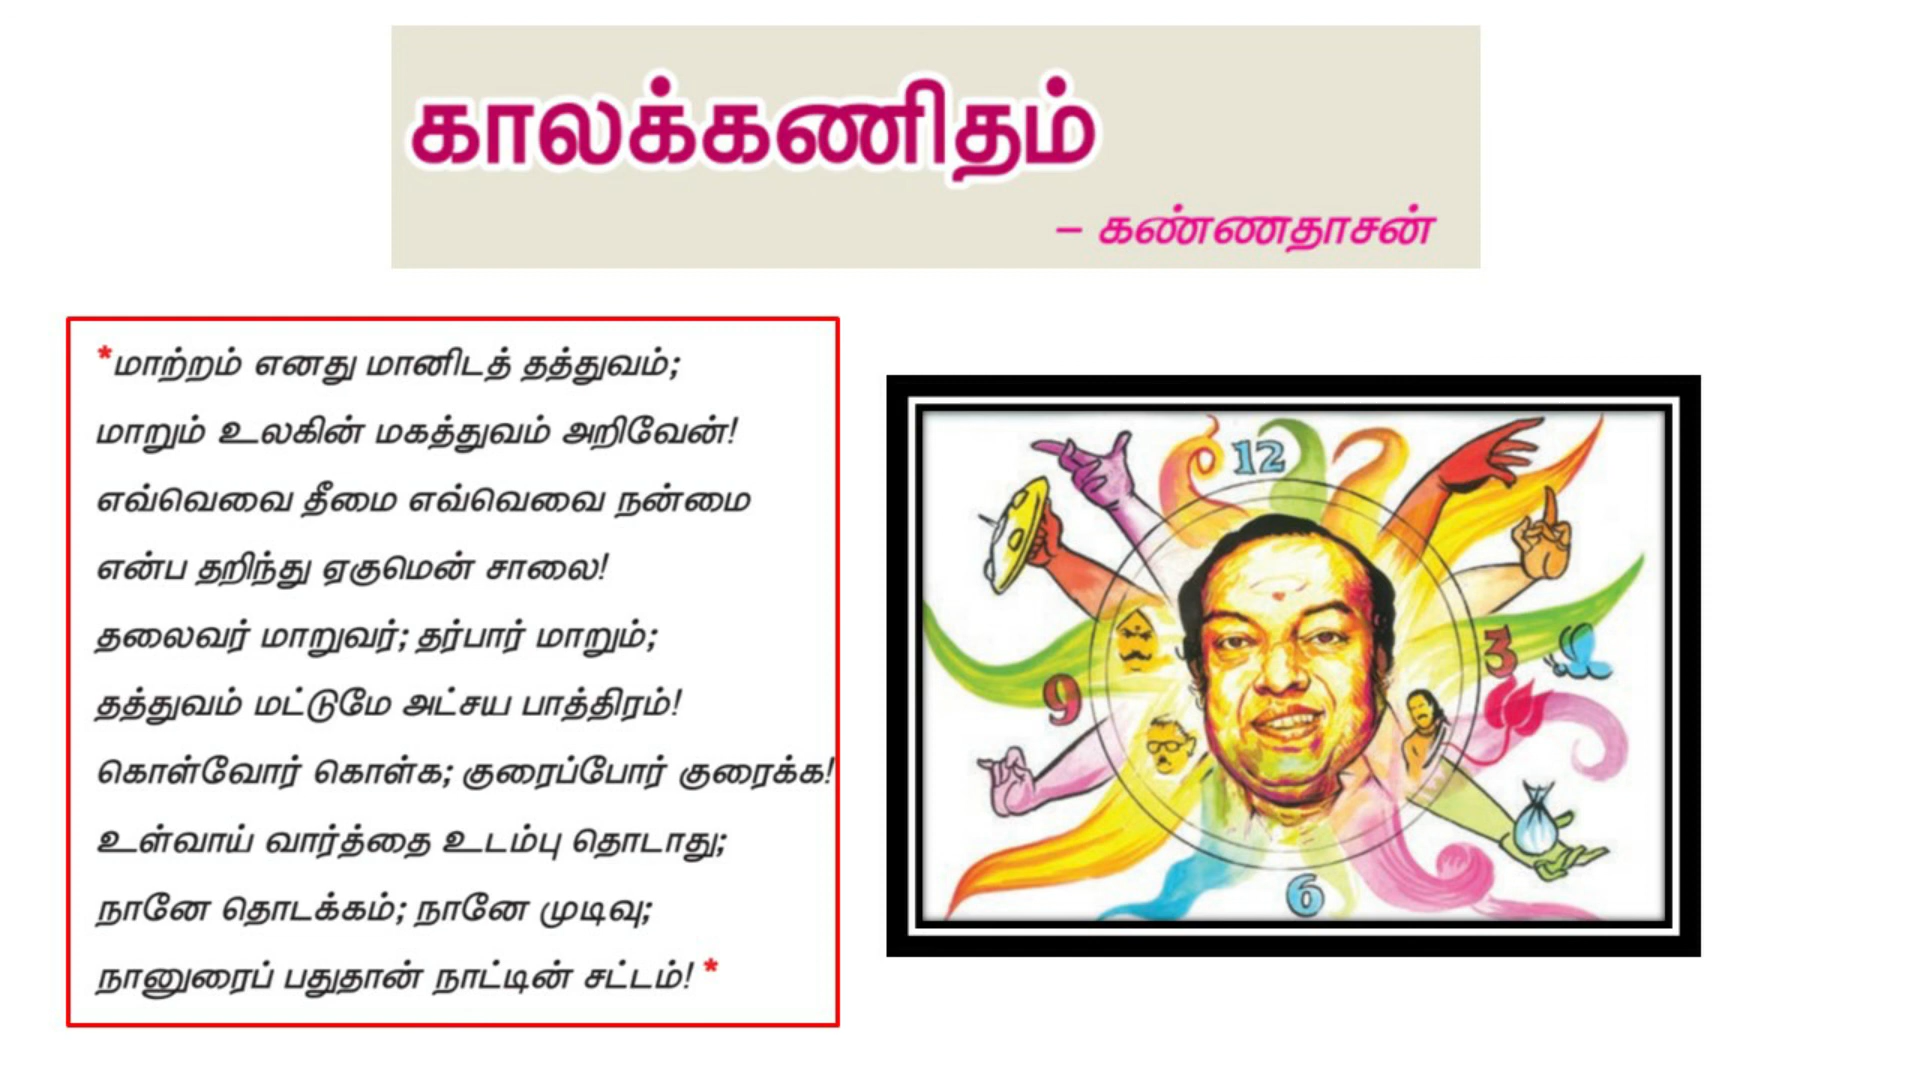 காலக்கணிதம்
– கண்ணதாசன்
*மாற்றம் எனது மானிடத் தத்துவம்;
மாறும் உலகின் மகத்துவம் அறிவேன்!
எவ்வெவை தீமை எவ்வெவை நன்மை
என்ப தறிந்து ஏகுமென் சாலை!
தலைவர் மாறுவர்; தர்பார் மாறும்;
தத்துவம் மட்டுமே அட்சய பாத்திரம்!
கொள்வோர் கொள்க; குரைப்போர் குரைக்க!
உள்வாய் வார்த்தை உடம்பு தொடாது;
நானே தொடக்கம்; நானே முடிவு;
நானுரைப் பதுதான் நாட்டின் சட்டம்! *
12
3
9
6